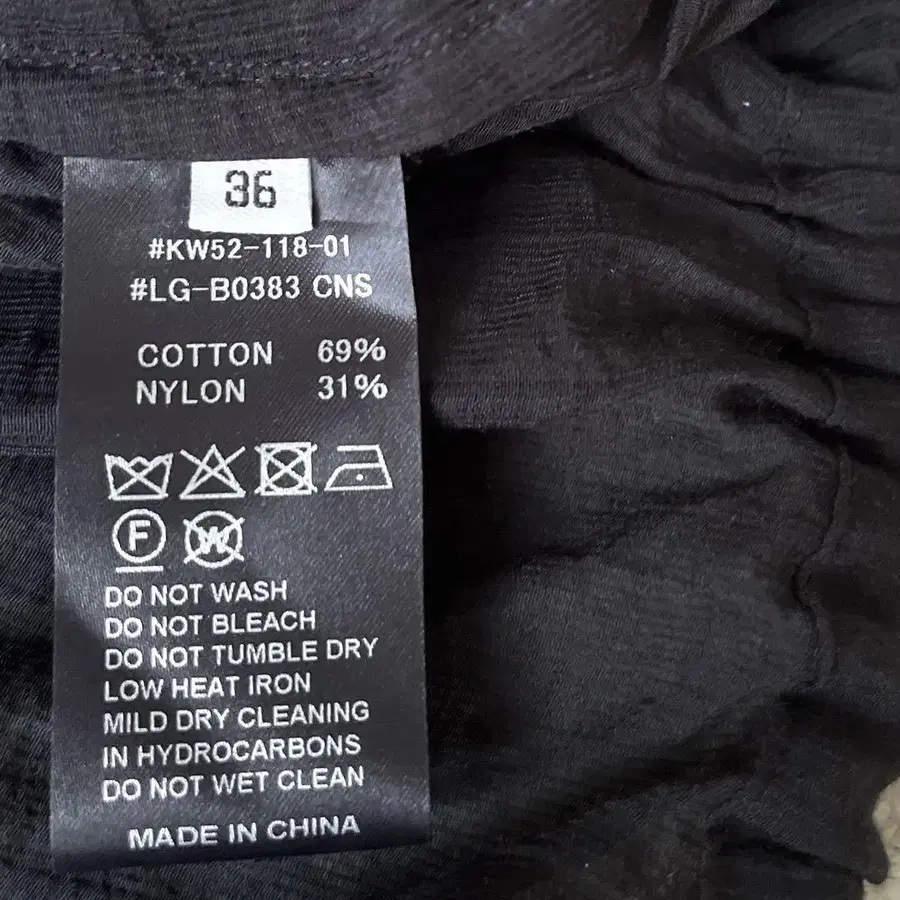 36
#KW52-118-01
#LG-B0383 CNS
COTTON 69%
NYLON 31%
F W
DO NOT WASH
DO NOT BLEACH
DO NOT TUMBLE DRY
LOW HEAT IRON
MILD DRY CLEANING
IN HYDROCARBONS
DO NOT WET CLEAN
MADE IN CHINA